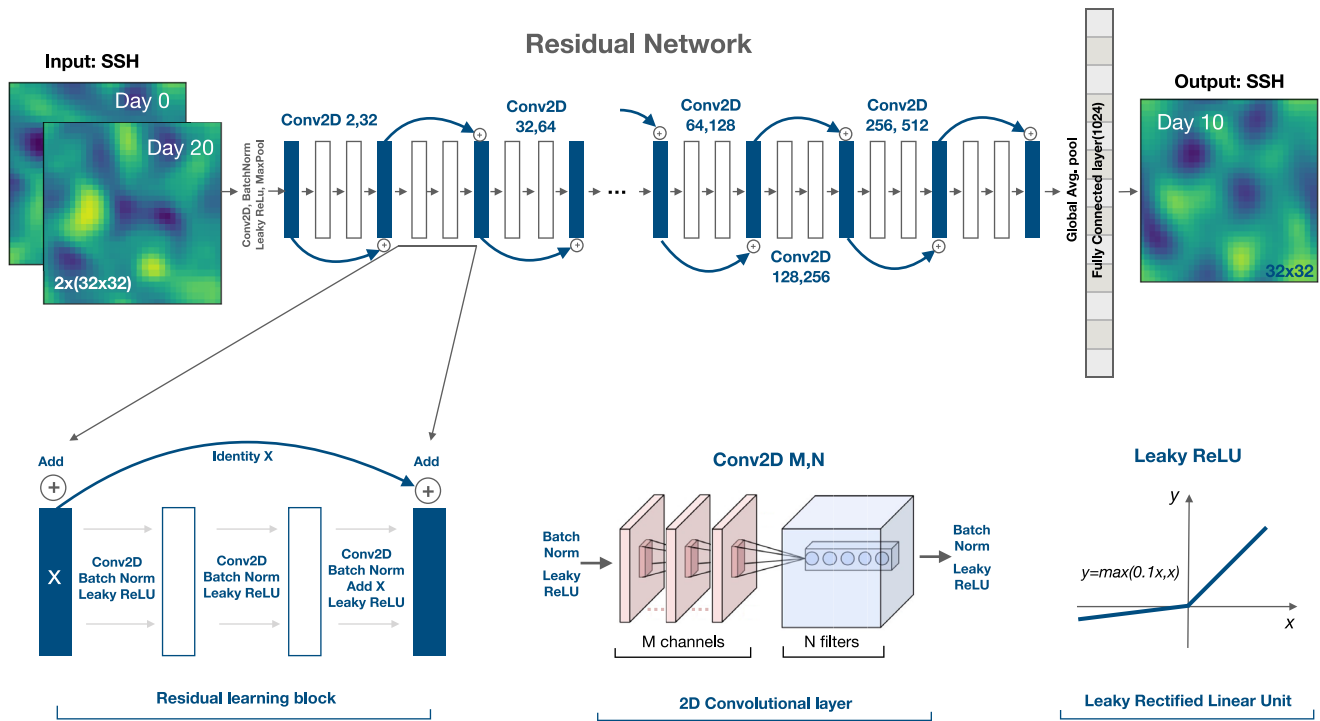 Residual Network
Input: SSH
Day 0
Day 20
2x(32x32)
Conv2D, BatchNorm
Leaky ReLu, MaxPool
Conv2D 2,32
Conv2D
32,64
...
Conv2D
64,128
Conv2D
128,256
Conv2D
256, 512
Global Avg. pool
Fully Connected layer(1024)
Output: SSH
Day 10
32x32
Add
+
Identity X
Add
+
X
Conv2D
Batch Norm
Leaky ReLU
Conv2D
Batch Norm
Leaky ReLU
Conv2D
Batch Norm
Add X
Leaky ReLU
Residual learning block
Conv2D M,N
Batch
Norm
Leaky
ReLU
M channels
N filters
Batch
Norm
Leaky
ReLU
2D Convolutional layer
Leaky ReLU
y
y=max(0.1x,x)
x
Leaky Rectified Linear Unit